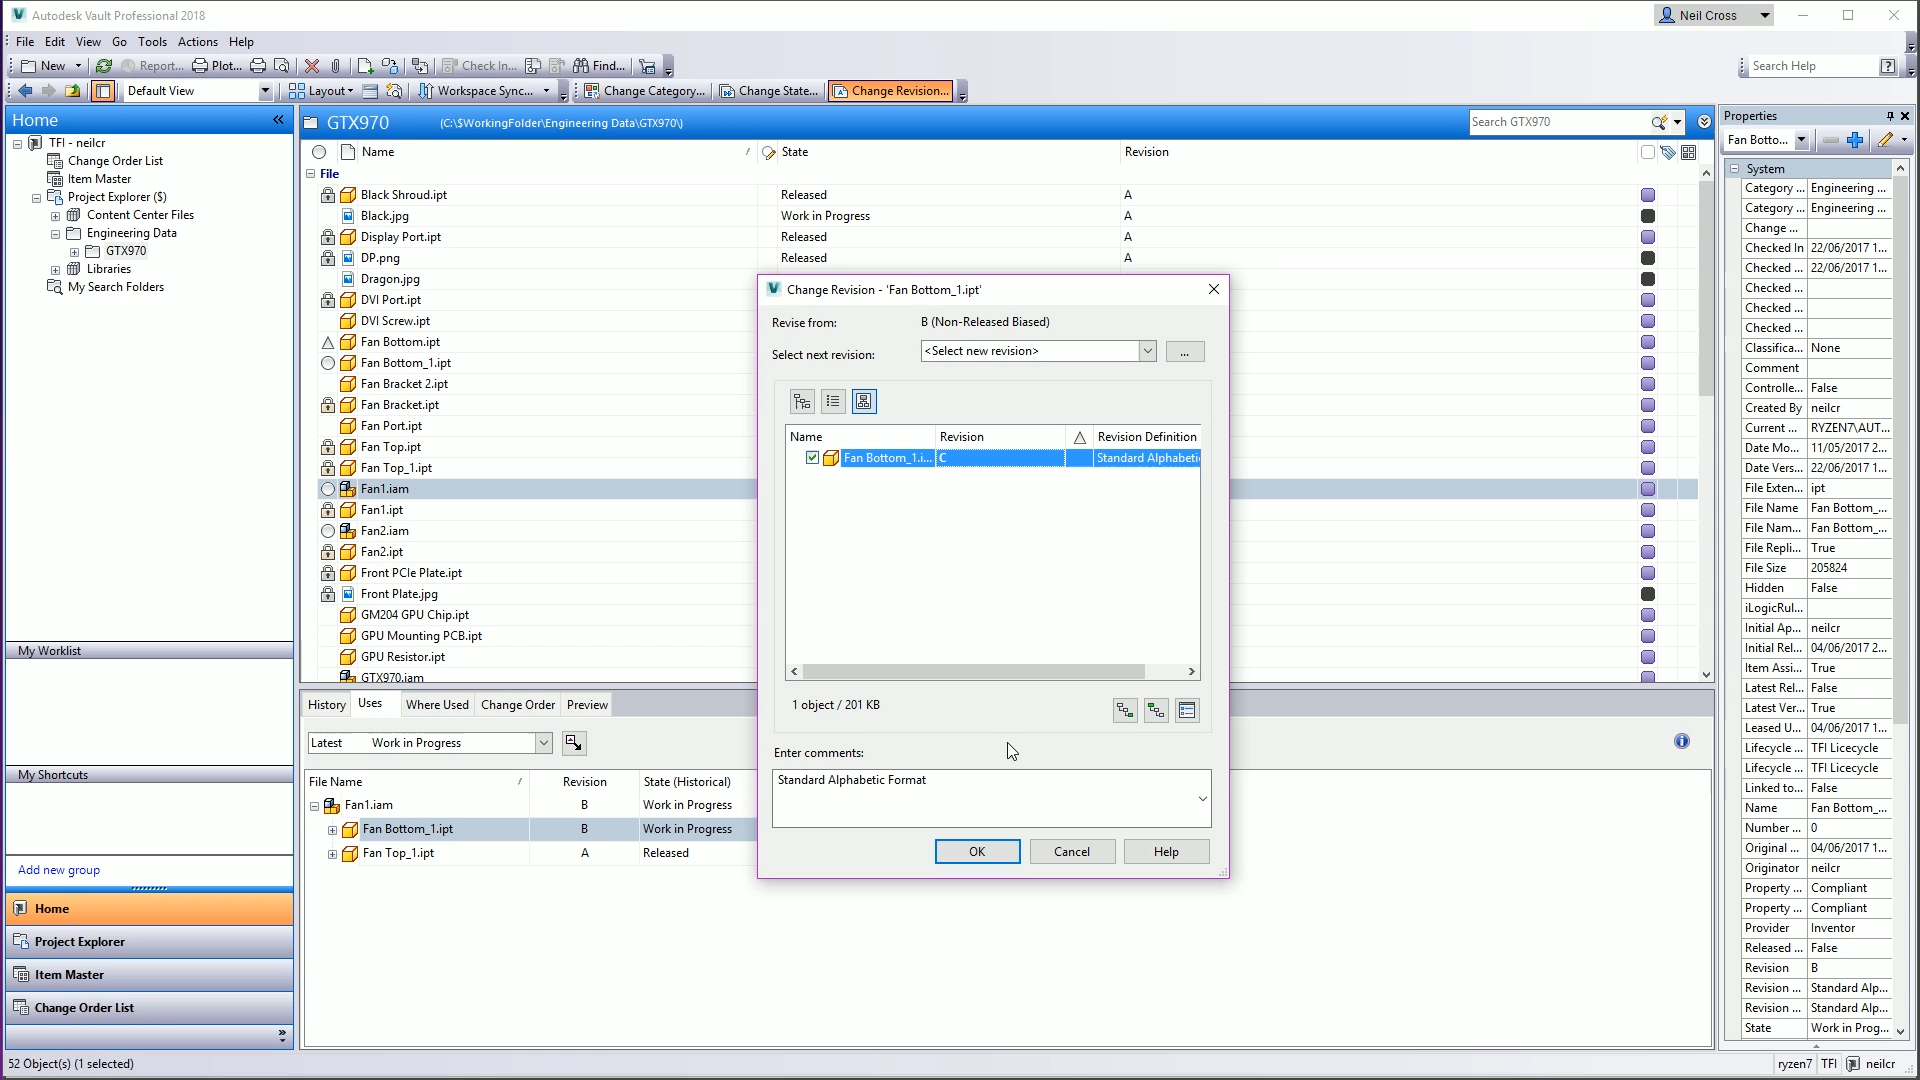 Autodesk Vault Professional 2018
Neil Cross
File Edit View Go Tools Actions Help
New Report... Plot... Check In... Find... Search Help
Default View Layout Workspace Sync... Change Category... Change State... Change Revision...
Home
TFI - neilcr
Change Order List
Item Master
Project Explorer ($)
Content Center Files
Engineering Data
GTX970
Libraries
My Search Folders
My Worklist
My Shortcuts
Add new group
Home
Project Explorer
Item Master
Change Order List
GTX970 (C:\$WorkingFolder\Engineering Data\GTX970\) Search GTX970
Name State Revision
File
Black Shroud.ipt Released A
Black.jpg Work in Progress A
Display Port.ipt Released A
DP.png Released A
Dragon.jpg
DVI Port.ipt
DVI Screw.ipt
Fan Bottom.ipt
Fan Bottom_1.ipt
Fan Bracket 2.ipt
Fan Bracket.ipt
Fan Port.ipt
Fan Top.ipt
Fan Top_1.ipt
Fan1.iam
Fan1.ipt
Fan2.iam
Fan2.ipt
Front PCIe Plate.ipt
Front Plate.jpg
GM204 GPU Chip.ipt
GPU Mounting PCB.ipt
GPU Resistor.ipt
GTX970.iam
History Uses Where Used Change Order Preview
Latest Work in Progress
File Name Revision State (Historical)
Fan1.iam B Work in Progress
Fan Bottom_1.ipt B Work in Progress
Fan Top_1.ipt A Released
Change Revision - 'Fan Bottom_1.ipt'
Revise from: B (Non-Released Biased)
Select next revision: <Select new revision> ...
Name Revision Revision Definition
Fan Bottom_1.i... C Standard Alphabeti
1 object / 201 KB
Enter comments:
Standard Alphabetic Format
OK Cancel Help
Properties
Fan Botto...
System
Category ... Engineering ...
Category ... Engineering ...
Change ...
Checked In 22/06/2017 1...
Checked ... 22/06/2017 1...
Checked ...
Checked ...
Checked ...
Classifica... None
Comment
Controlle... False
Created By neilcr
Current ... RYZEN7\AUT...
Date Mo... 11/05/2017 2...
Date Vers... 22/06/2017 1...
File Exten... ipt
File Name Fan Bottom_...
File Nam... Fan Bottom_...
File Repli... True
File Size 205824
Hidden False
iLogicRul...
Initial Ap... neilcr
Initial Rel... 04/06/2017 2...
Item Assi... True
Latest Rel... False
Latest Ver... True
Leased U... 04/06/2017 1...
Lifecycle ... TFI Licecycle
Lifecycle ... TFI Licecycle
Linked to... False
Name Fan Bottom_...
Number ... 0
Original ... 04/06/2017 1...
Originator neilcr
Property ... Compliant
Property ... Compliant
Provider Inventor
Released ... False
Revision B
Revision ... Standard Alp...
Revision ... Standard Alp...
State Work in Prog...
52 Object(s) (1 selected) ryzen7 TFI neilcr